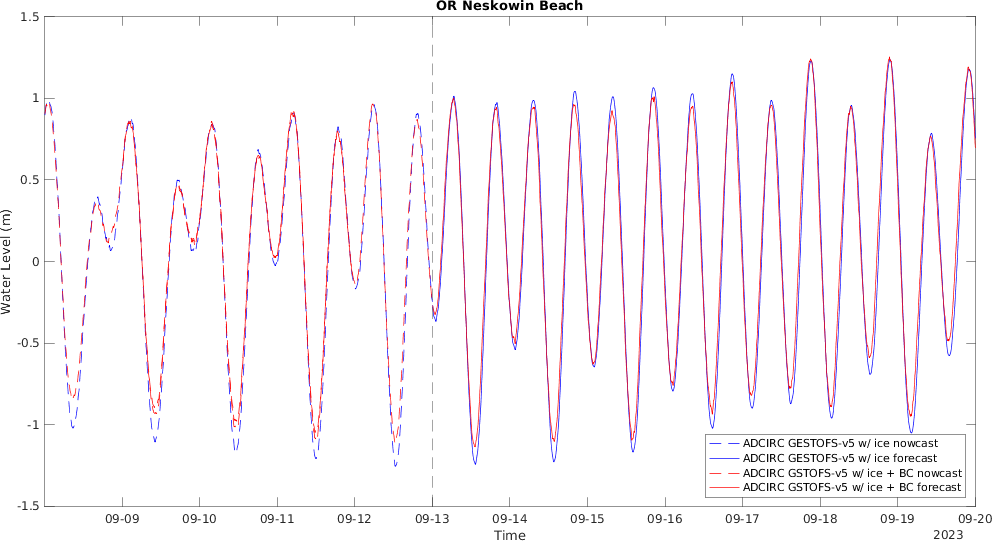 OR Neskowin Beach
1.5
1
0.5
0
-0.5
-1
-1.5
Water Level (m)
09-09
09-10
09-11
09-12
09-13
09-14
09-15
09-16
09-17
09-18
09-19
09-20
Time
2023
ADCIRC GESTOFS-v5 w/ ice nowcast
ADCIRC GESTOFS-v5 w/ ice forecast
ADCIRC GSTOFS-v5 w/ ice + BC nowcast
ADCIRC GSTOFS-v5 w/ ice + BC forecast